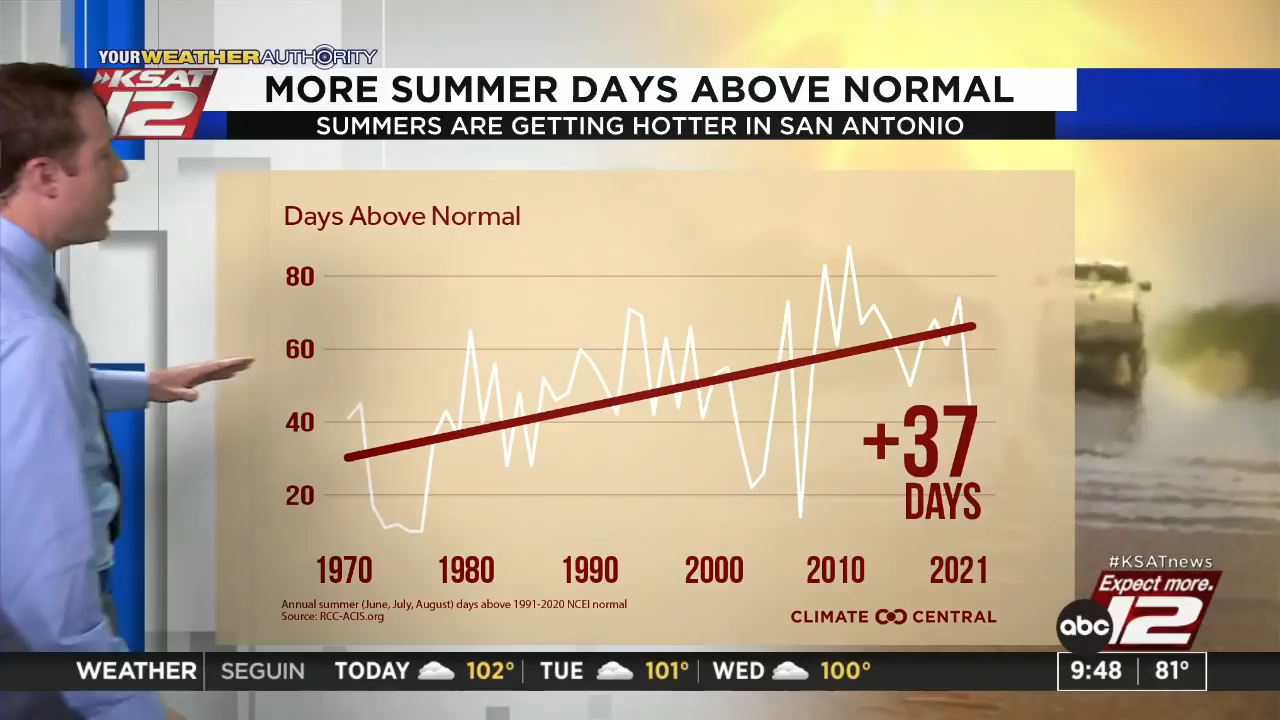 YOUR WEATHER AUTHORITY
KSAT
12
MORE SUMMER DAYS ABOVE NORMAL
SUMMERS ARE GETTING HOTTER IN SAN ANTONIO
Days Above Normal
80
60
40
20
+37
DAYS
1970 1980 1990 2000 2010 2021
Annual summer (June, July, August) days above 1991-2020 NCEI normal
Source: RCC-ACIS.org
CLIMATE CENTRAL
#KSATnews
Expect more.
abc 12
WEATHER SEGUIN TODAY 102° TUE 101° WED 100° 9:48 81°